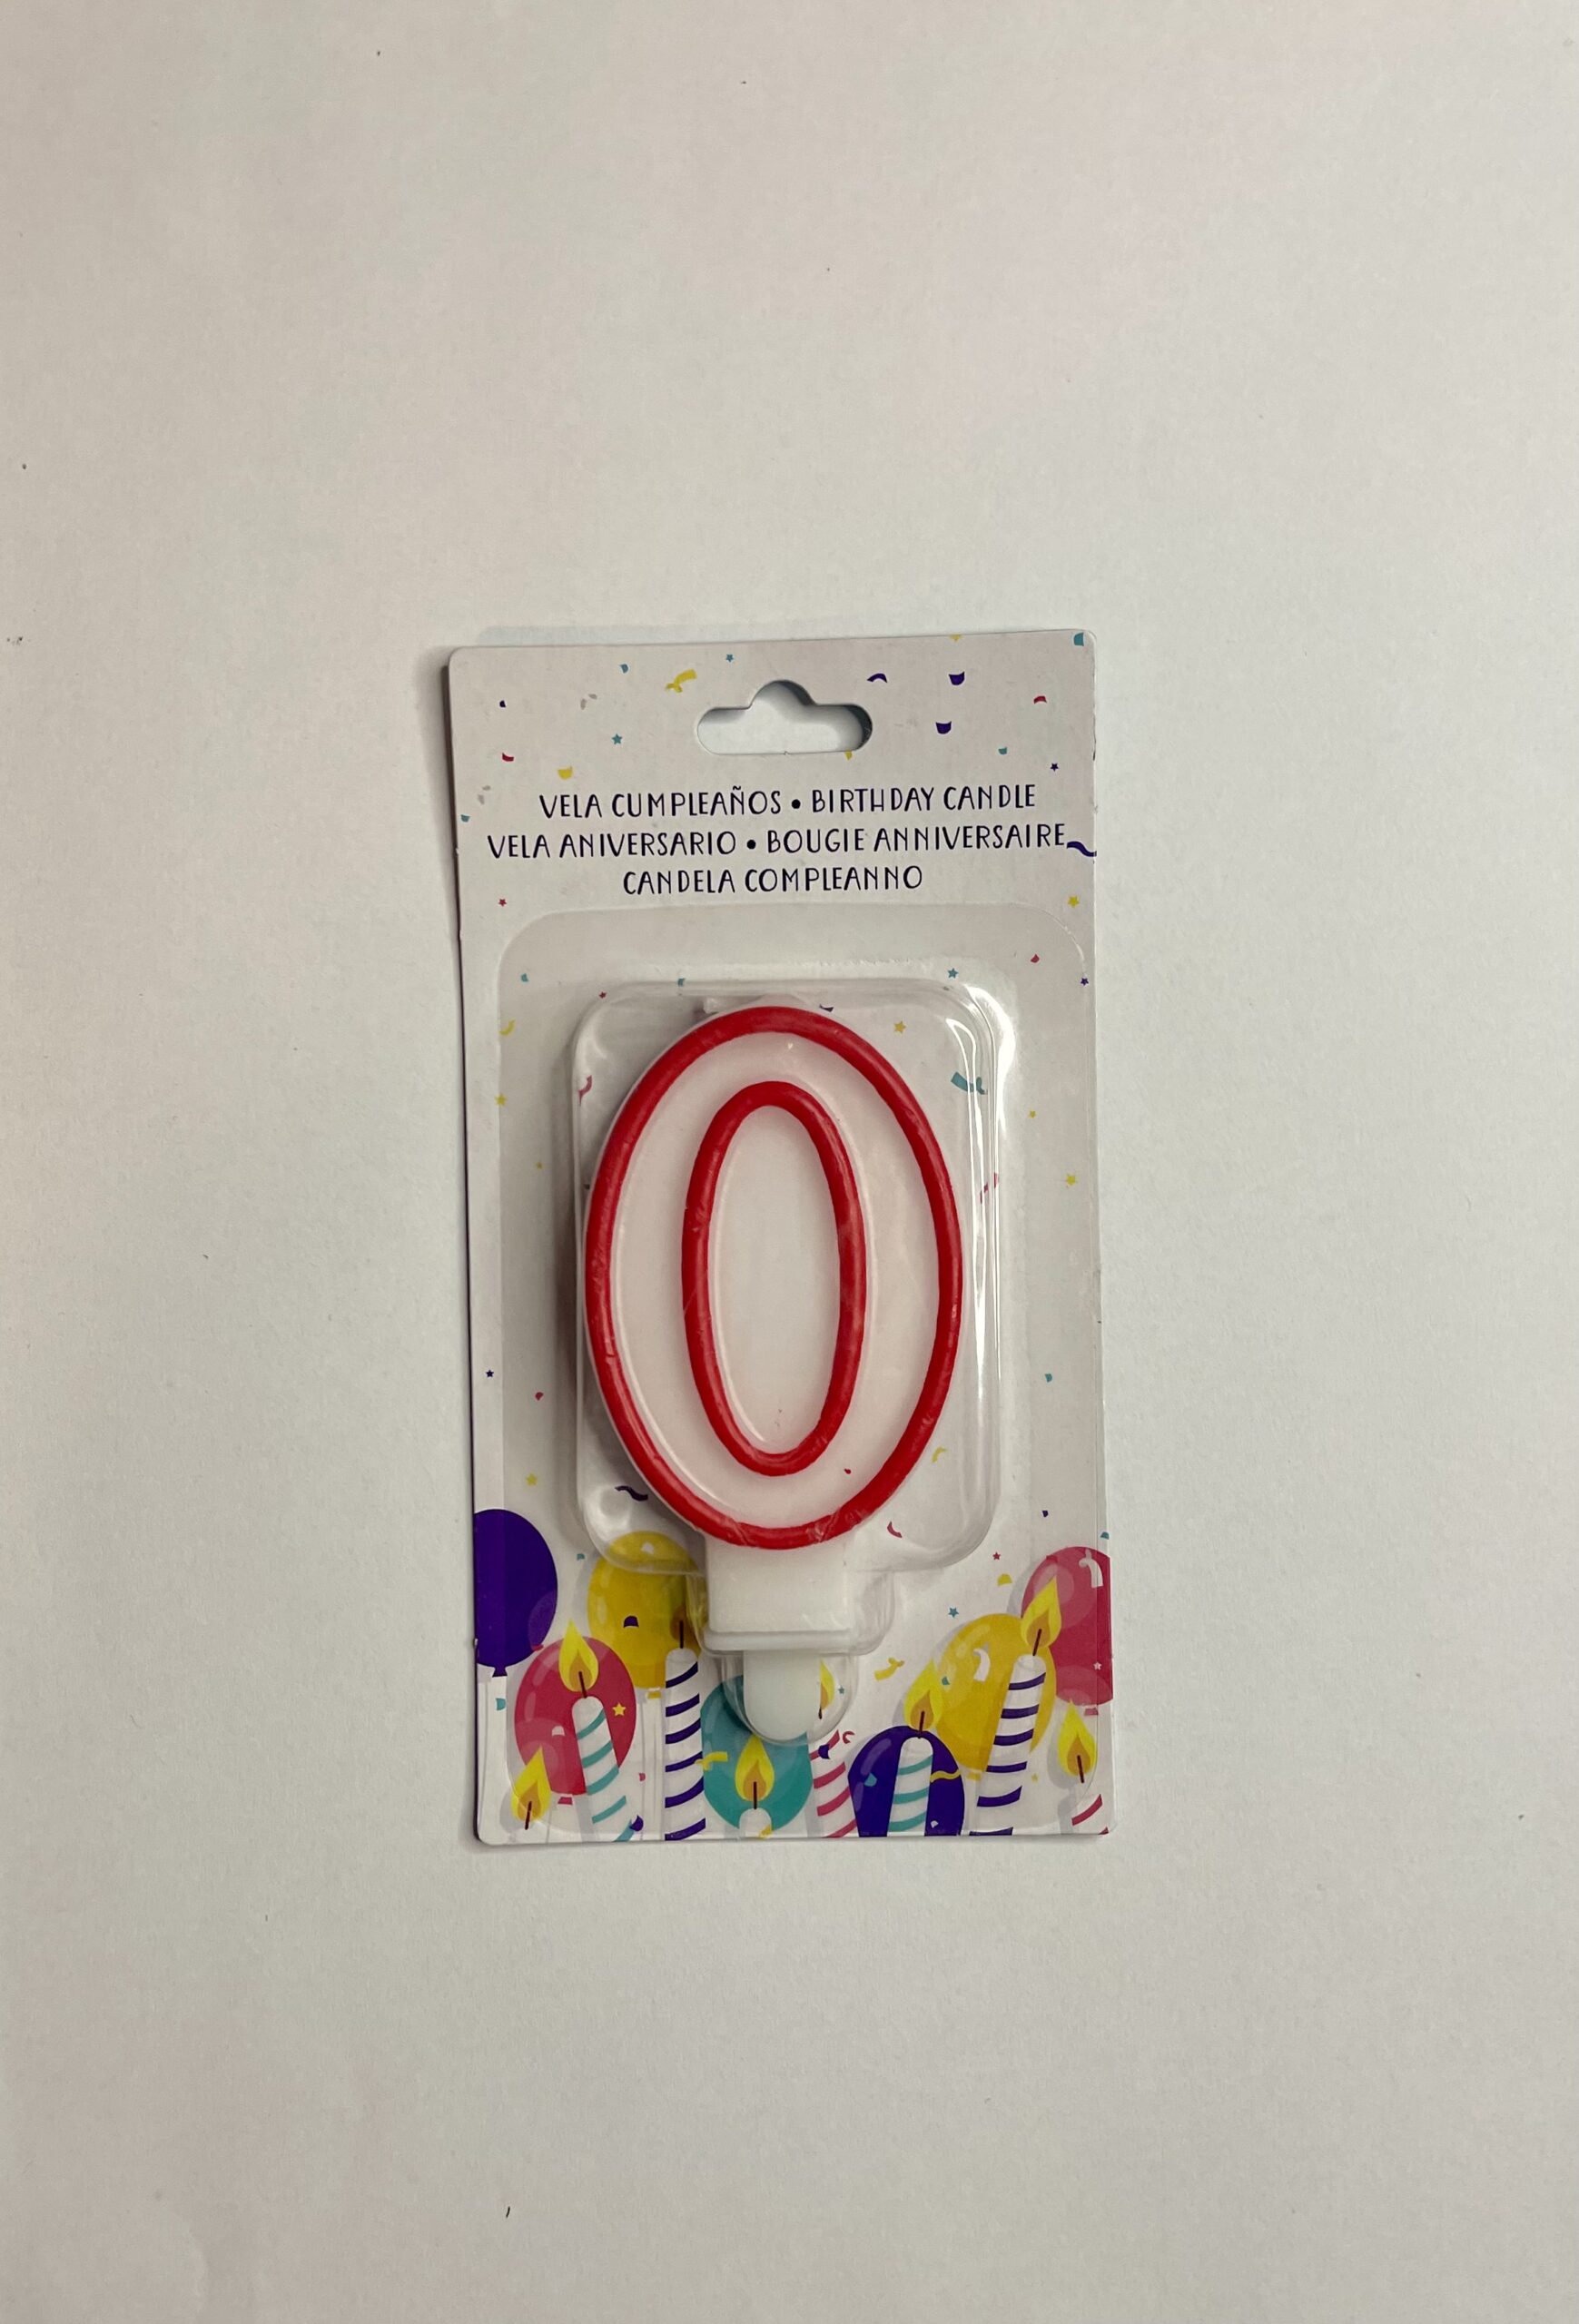 VELA CUMPLEAÑOS • BIRTHDAY CANDLE
VELA ANIVERSARIO • BOUGIE ANNIVERSAIRE
CANDELA COMPLEANNO
0